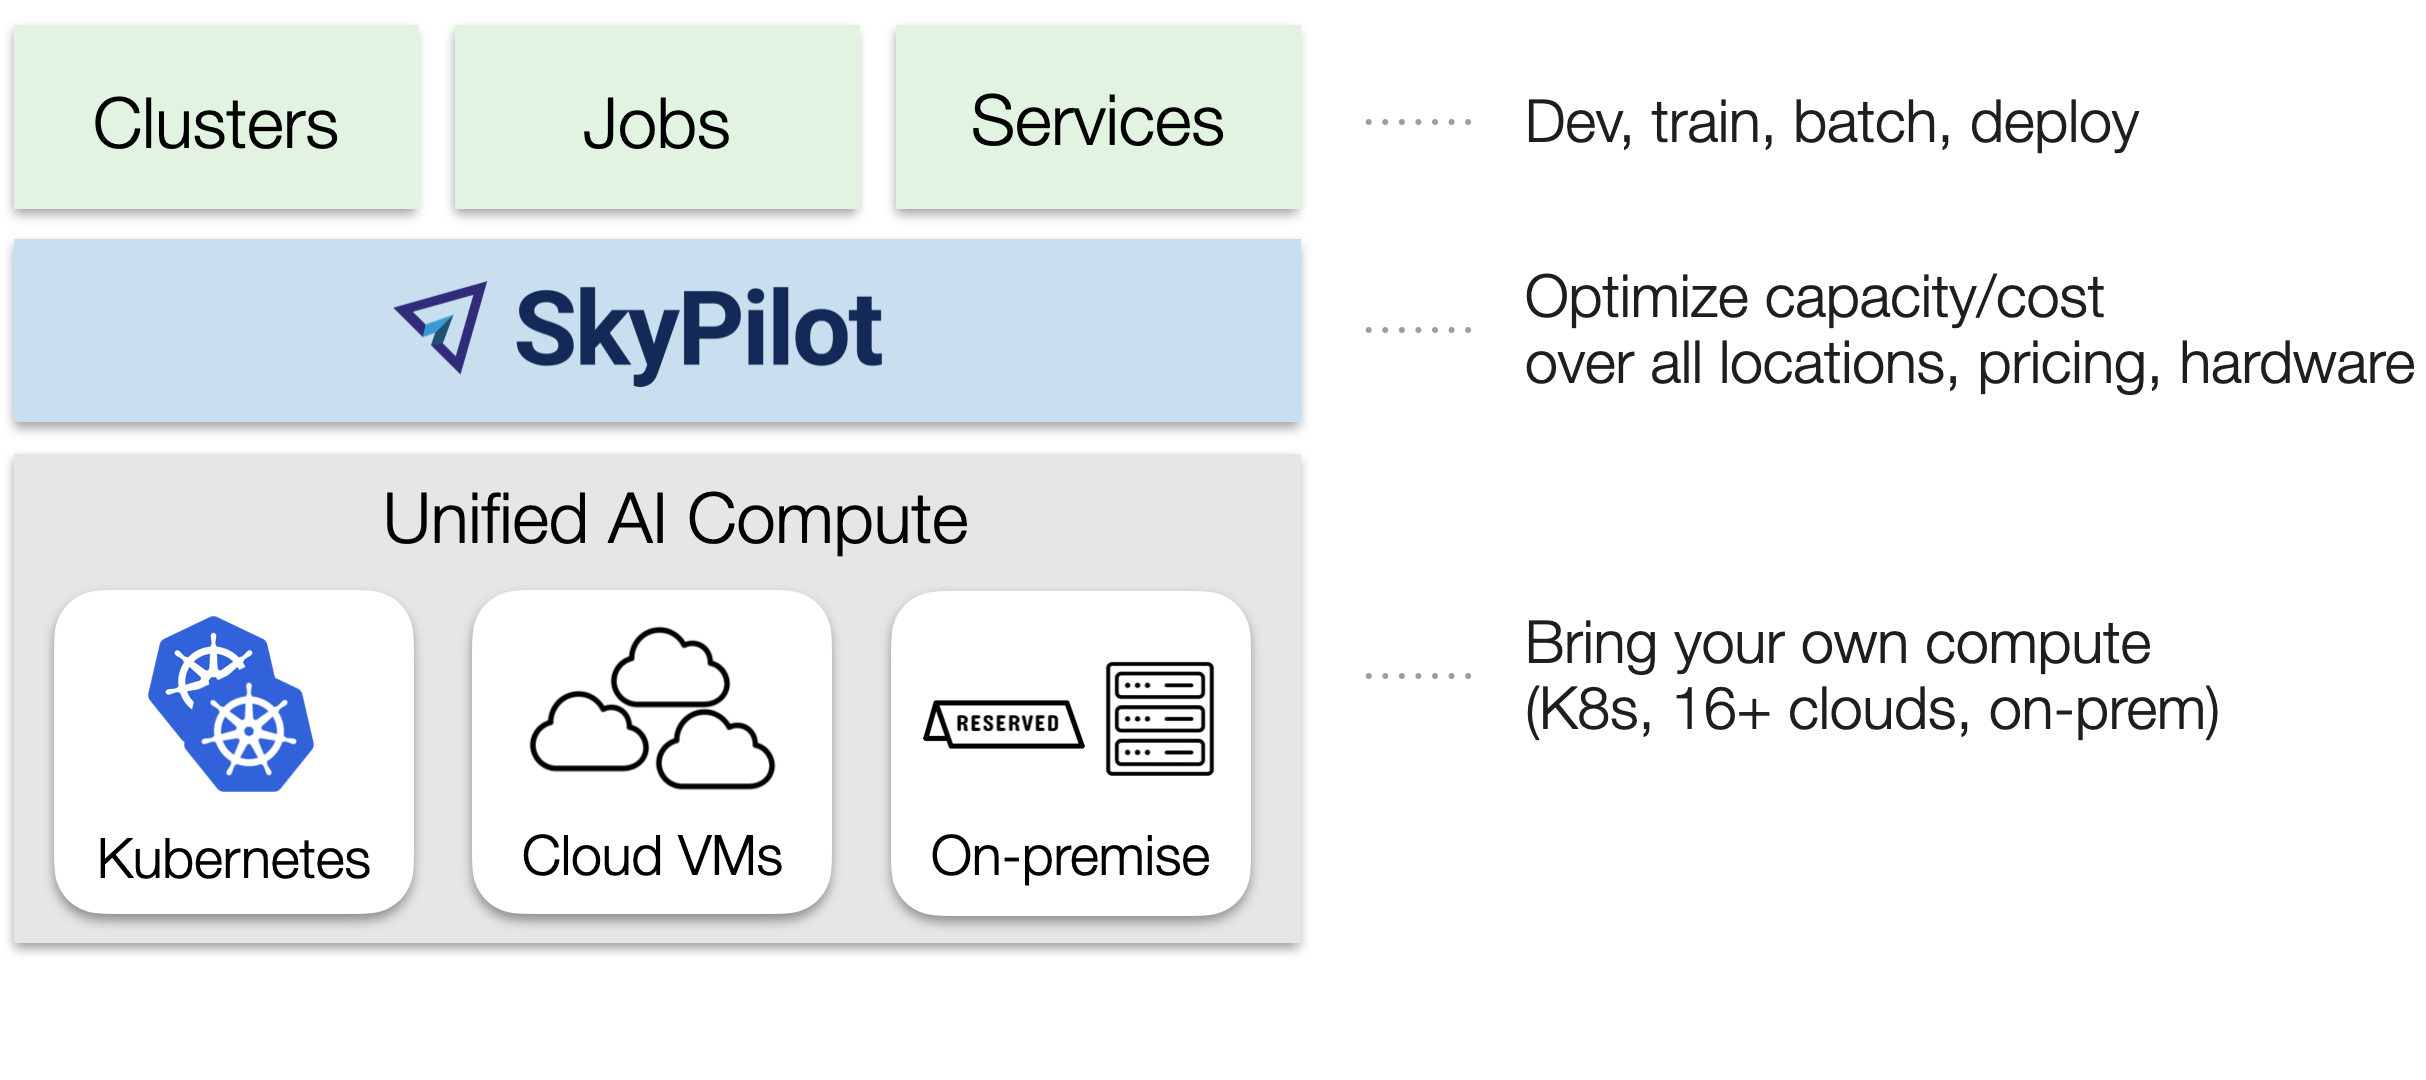 Clusters
Jobs
Services
Dev, train, batch, deploy
SkyPilot
Optimize capacity/cost
over all locations, pricing, hardware
Unified AI Compute
RESERVED
Kubernetes
Cloud VMs
On-premise
Bring your own compute
(K8s, 16+ clouds, on-prem)